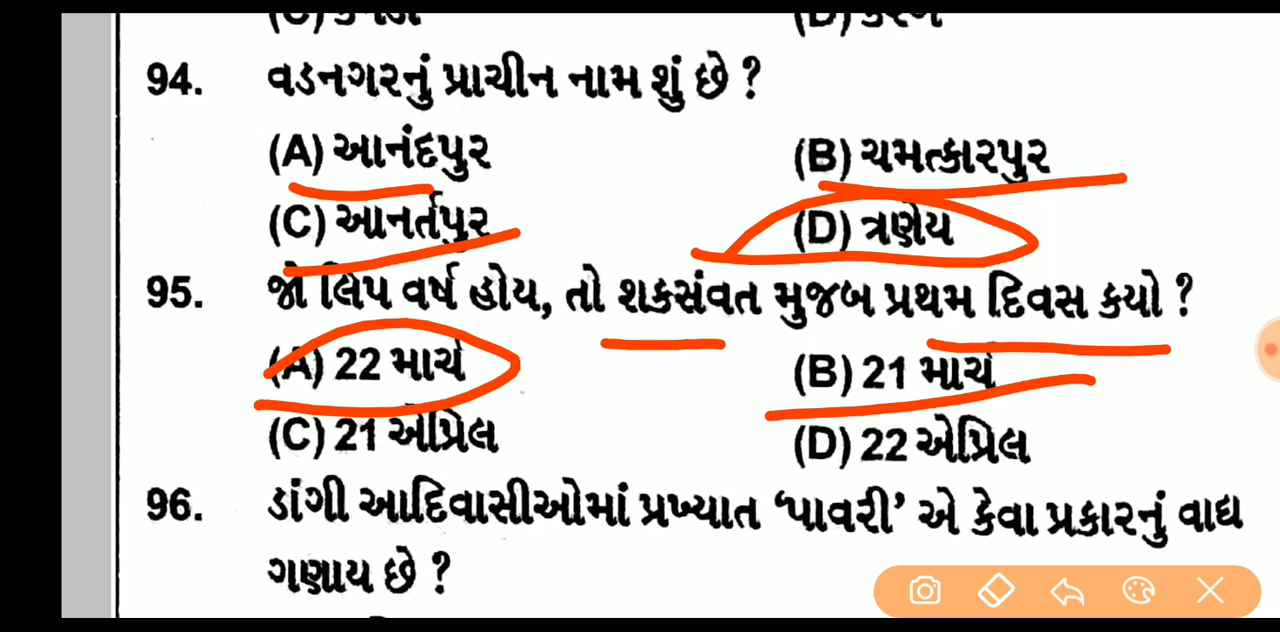 94. વડનગરનું પ્રાચીન નામ શું છે ?
(A) આનંદપુર (B) ચમત્કારપુર
(C) આનર્તપુર (D) ત્રણેય
95. જો લિપ વર્ષ હોય, તો શકસંવત મુજબ પ્રથમ દિવસ કયો ?
(A) 22 માર્ચ (B) 21 માર્ચ
(C) 21 એપ્રિલ (D) 22 એપ્રિલ
96. ડાંગી આદિવાસીઓમાં પ્રખ્યાત ‘પાવરી’ એ કેવા પ્રકારનું વાદ્ય
ગણાય છે ?